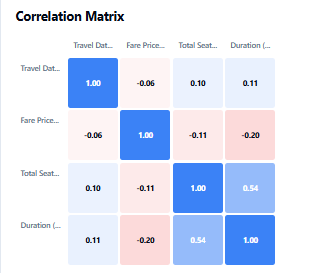 Correlation Matrix
Travel Dat... Fare Price... Total Seat... Duration (...
Travel Dat... 1.00 -0.06 0.10 0.11
Fare Price... -0.06 1.00 -0.11 -0.20
Total Seat... 0.10 -0.11 1.00 0.54
Duration (... 0.11 -0.20 0.54 1.00